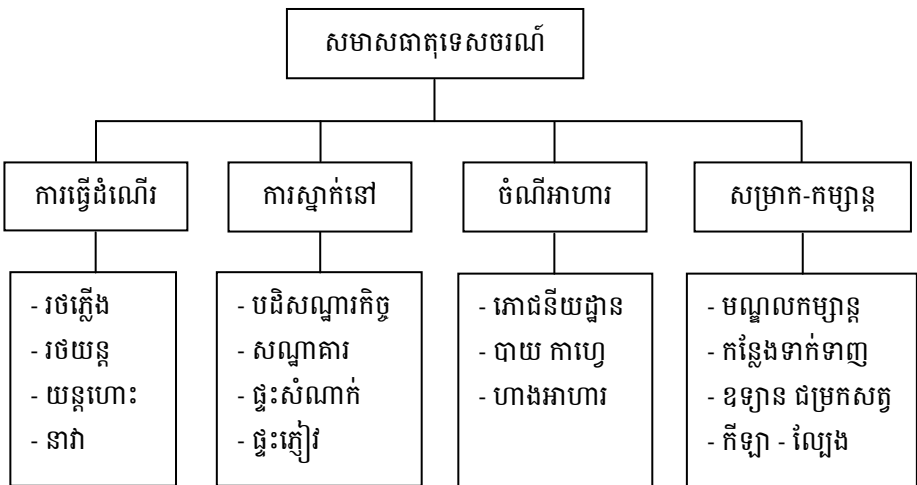 សមាសធាតុទេសចរណ៍
ការធ្វើដំណើរ
ការស្នាក់នៅ
ចំណីអាហារ
សម្រាក-កម្សាន្ត
- រថភ្លើង
- រថយន្ត
- យន្តហោះ
- នាវា
- បដិសណ្ឋារកិច្ច
- សណ្ឋាគារ
- ផ្ទះសំណាក់
- ផ្ទះភ្ញៀវ
- ភោជនីយដ្ឋាន
- បាយ កាហ្វេ
- ហាងអាហារ
- មណ្ឌលកម្សាន្ត
- កន្លែងទាក់ទាញ
- ឧទ្យាន ជម្រកសត្វ
- កីឡា - ល្បែង